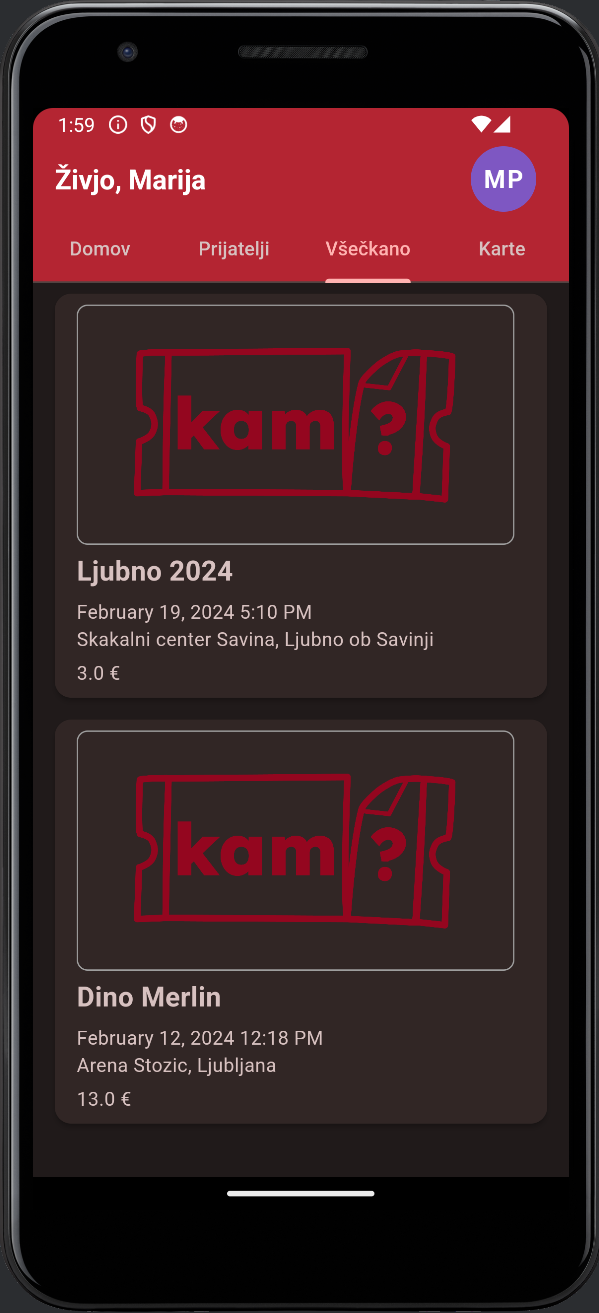 1:59
Živjo, Marija
MP
Domov Prijatelji Všečkano Karte
kam ?
Ljubno 2024
February 19, 2024 5:10 PM
Skakalni center Savina, Ljubno ob Savinji
3.0 €
kam ?
Dino Merlin
February 12, 2024 12:18 PM
Arena Stozic, Ljubljana
13.0 €